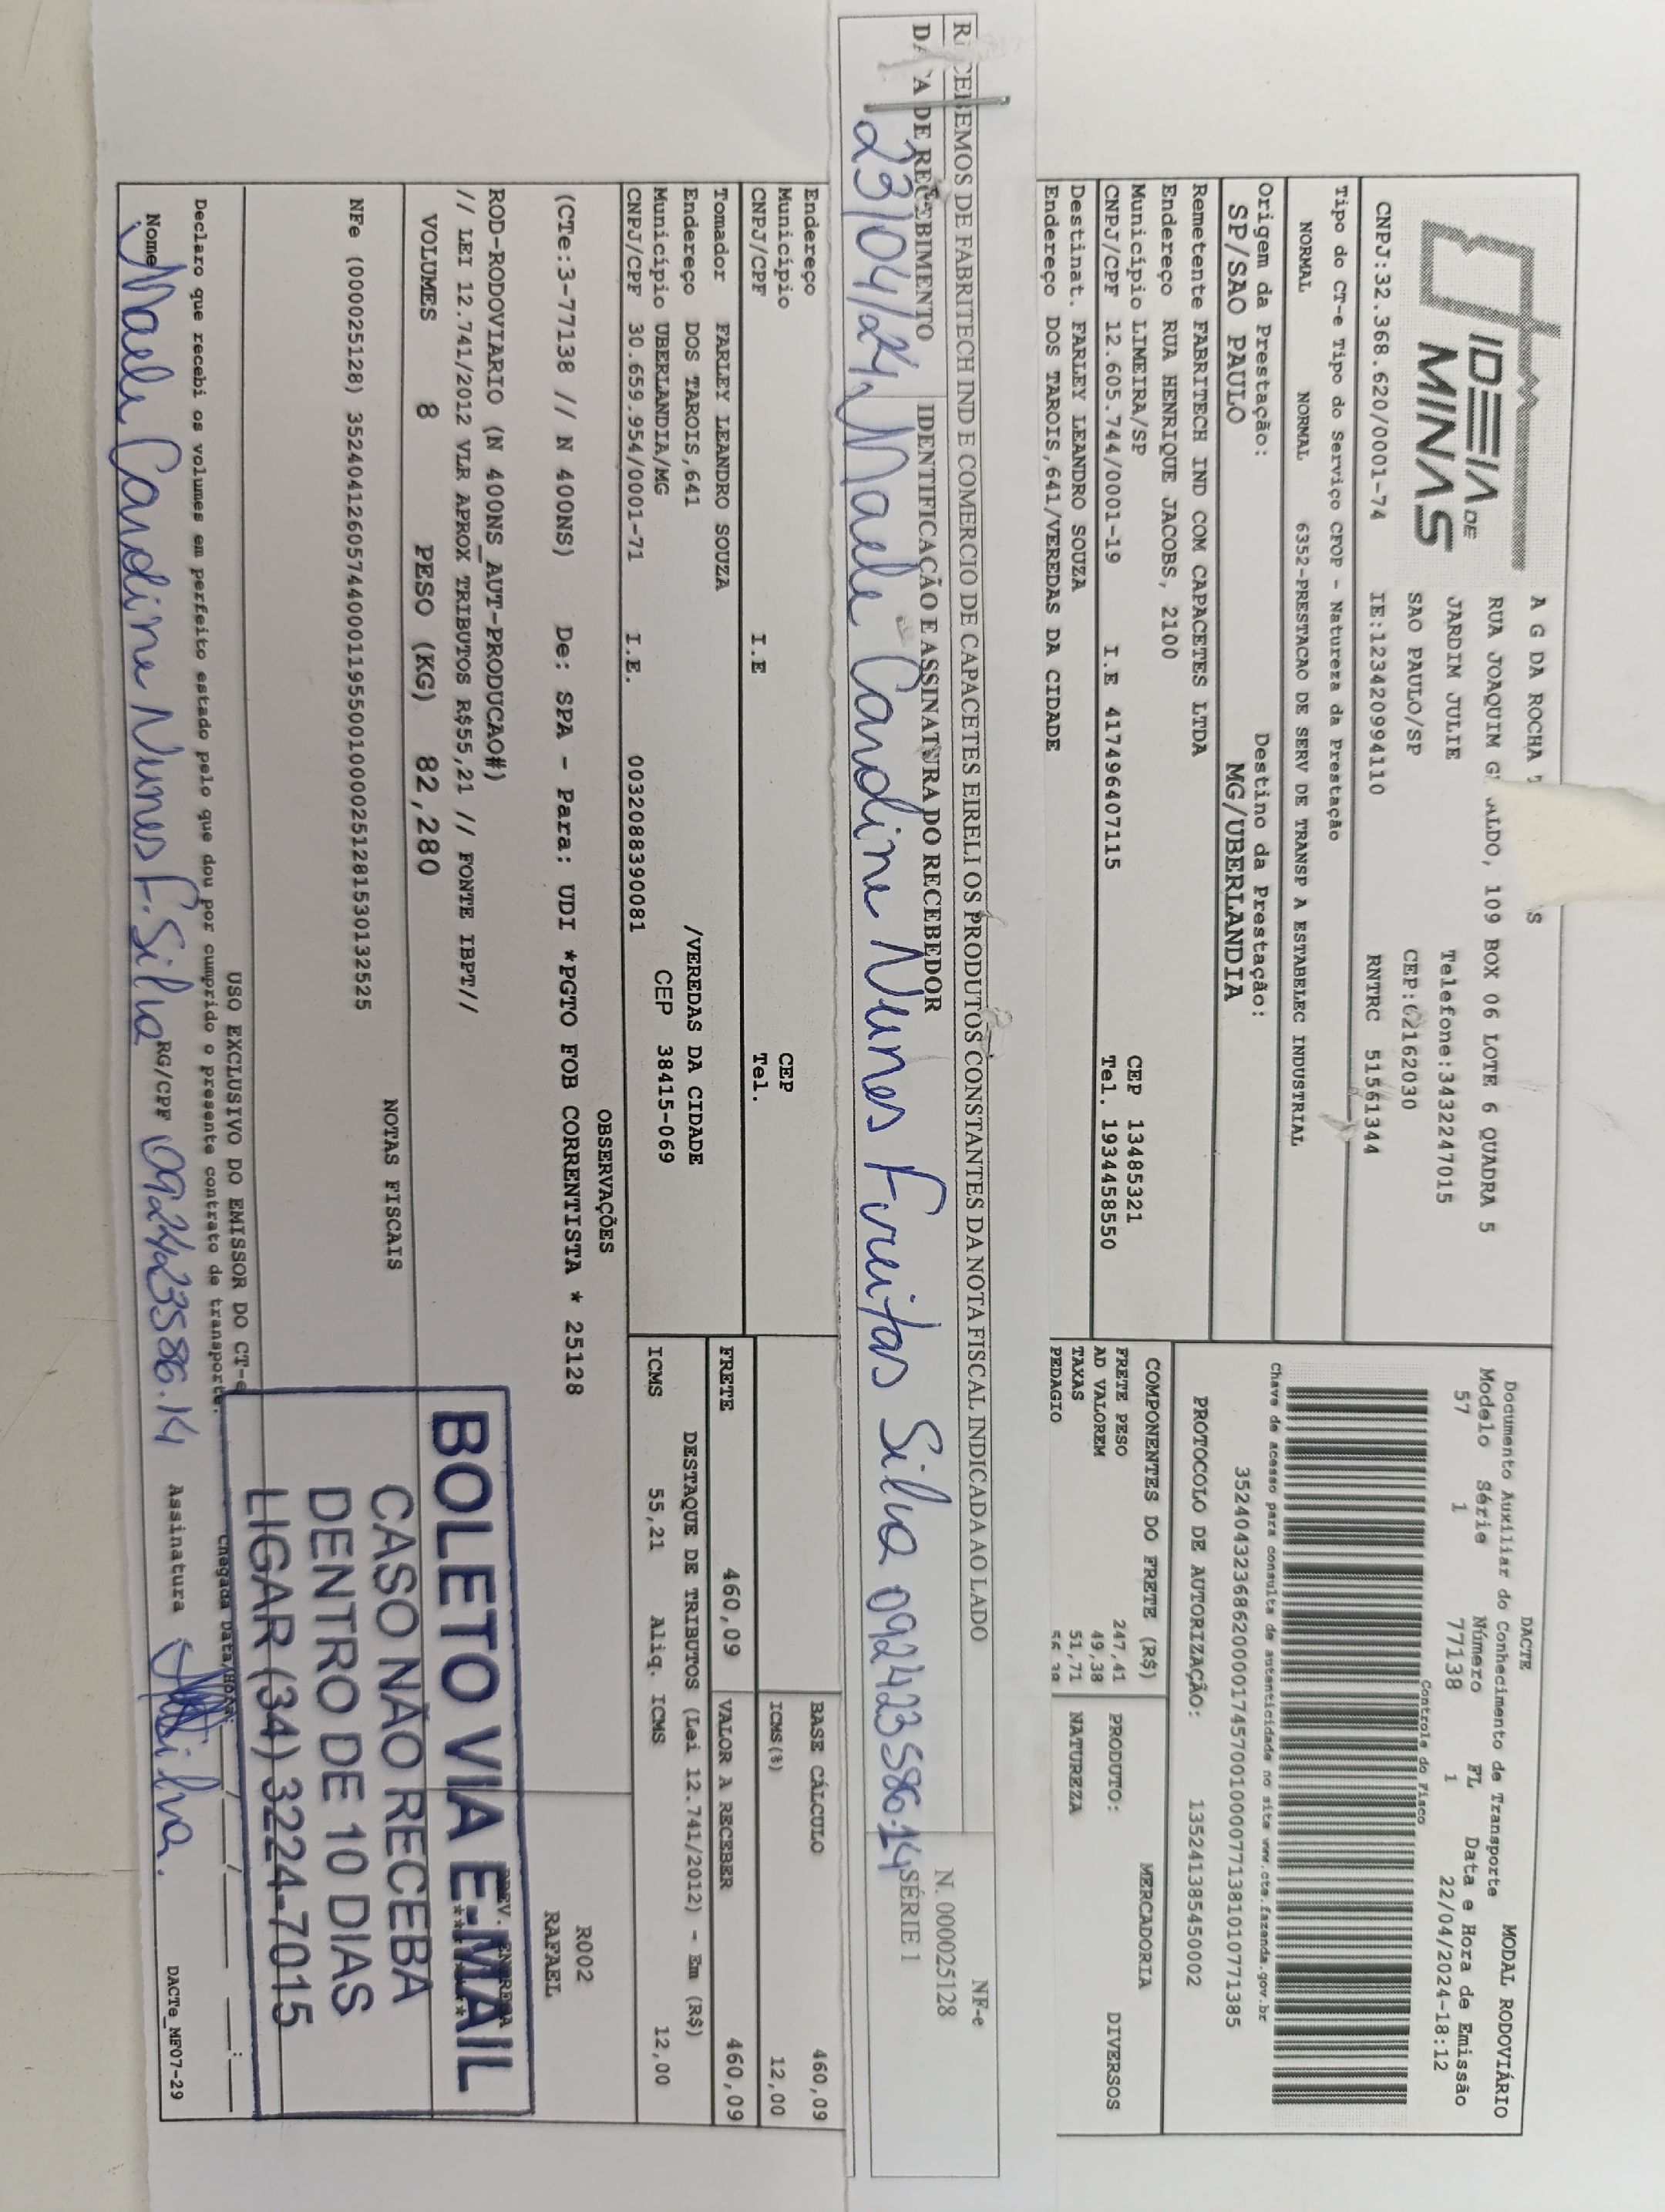 IDEIA DE
MINAS
A G DA ROCHA
RUA JOAQUIM 109 BOX 06 LOTE 6 QUADRA 5
JARDIM JULIE Telefone:3432247015
SAO PAULO/SP CEP:02162030
CNPJ:32.368.620/0001-74 IE:123420994110 RNTRC 51561344
Tipo do CT-e Tipo do Serviço CFOP - Natureza da Prestação
NORMAL NORMAL 6352-PRESTACAO DE SERV DE TRANSP A ESTABELEC INDUSTRIAL
Origem da Prestação: Destino da Prestação:
SP/SAO PAULO MG/UBERLANDIA
DACTE MODAL RODOVIÁRIO
Documento Auxiliar do Conhecimento de Transporte
Modelo Série Número FL Data e Hora de Emissão
57 1 77138 1 22/04/2024-18:12
Controle do Fisco
Chave de acesso para consulta de autenticidade no site www.cte.fazenda.gov.br
35240432368620000174570010000771381010771385
PROTOCOLO DE AUTORIZAÇÃO: 135241385450002
Remetente FABRITECH IND COM CAPACETES LTDA
Endereço RUA HENRIQUE JACOBS, 2100
Município LIMEIRA/SP CEP 13485321
CNPJ/CPF 12.605.744/0001-19 I.E 417496407115 Tel. 1934458550
Destinat. FARLEY LEANDRO SOUZA
Endereço DOS TAROIS,641/VEREDAS DA CIDADE
COMPONENTES DO FRETE (R$) MERCADORIA
FRETE PESO 247,41 PRODUTO: DIVERSOS
AD VALOREM 49,38
TAXAS 51,71 NATUREZA
PEDAGIO
RECEBEMOS DE FABRITECH IND E COMERCIO DE CAPACETES EIRELI OS PRODUTOS CONSTANTES DA NOTA FISCAL INDICADA AO LADO
DATA DE RECEBIMENTO IDENTIFICAÇÃO E ASSINATURA DO RECEBEDOR
NF-e
N. 000025128
SÉRIE 1
23/04/24 Maele Caroline Nunes Freitas Silva 092423586.14
Endereço
Município CEP
CNPJ/CPF I.E Tel.
BASE CÁLCULO 460,09
ICMS(%) 12,00
Tomador FARLEY LEANDRO SOUZA
FRETE 460,09 VALOR A RECEBER 460,09
Endereço DOS TAROIS,641 /VEREDAS DA CIDADE
DESTAQUE DE TRIBUTOS (Lei 12.741/2012) - Em (R$)
Município UBERLANDIA/MG CEP 38415-069
ICMS 55,21 Aliq. ICMS 12,00
CNPJ/CPF 30.659.954/0001-71 I.E. 0032088390081
OBSERVAÇÕES
(CTe:3-77138 // N 400NS) De: SPA - Para: UDI *PGTO FOB CORRENTISTA * 25128
R002
RAFAEL
ROD-RODOVIARIO (N 400NS_AUT-PRODUCAO#)
// LEI 12.741/2012 VLR APROX TRIBUTOS R$55,21 // FONTE IBPT//
VOLUMES 8 PESO (KG) 82,280
NOTAS FISCAIS
NFe (000025128) 35240412605744000119550010000251281530132525
BOLETO VIA E-MAIL
CASO NÃO RECEBA
DENTRO DE 10 DIAS
LIGAR (34) 3224-7015
USO EXCLUSIVO DO EMISSOR DO CT-e
Declaro que recebi os volumes em perfeito estado pelo que dou por cumprido o presente contrato de transporte.
Chegada Data/Hora:
Nome Maele Caroline Nunes F. Silva RG/CPF 092423586.14 Assinatura Silva.
DACTe_MF07-29